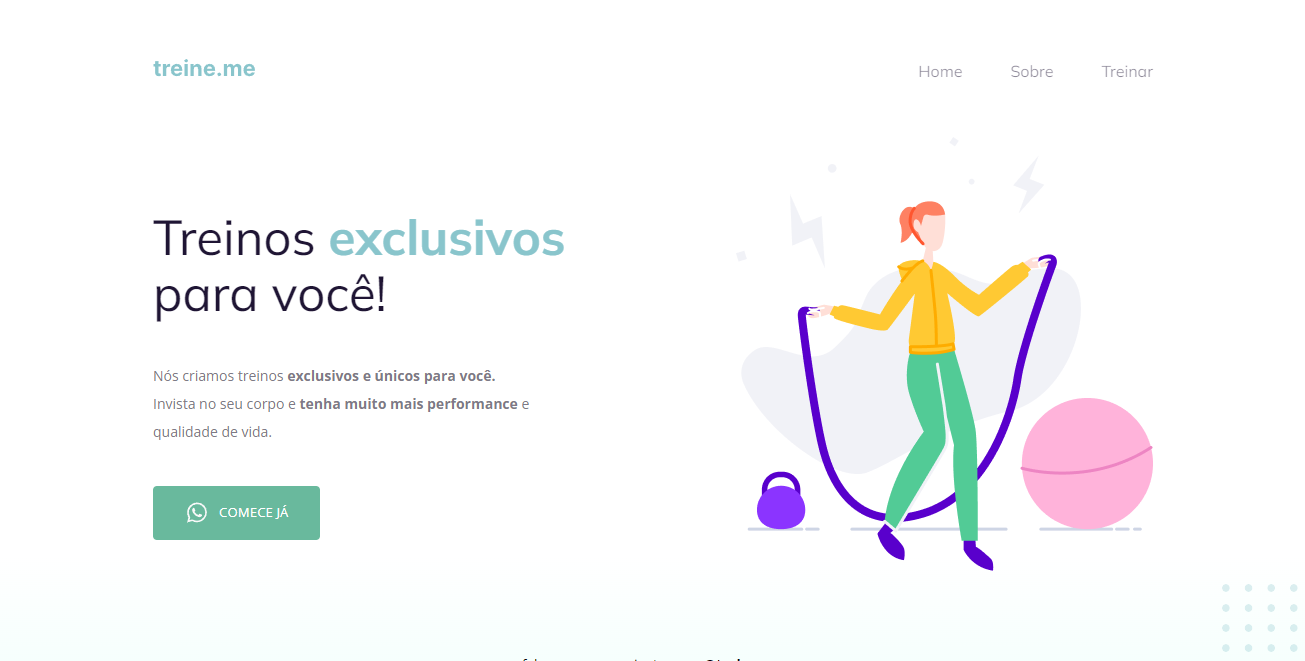 treine.me
Home Sobre Treinar
Treinos exclusivos
para você!
Nós criamos treinos exclusivos e únicos para você.
Invista no seu corpo e tenha muito mais performance e
qualidade de vida.
COMECE JÁ